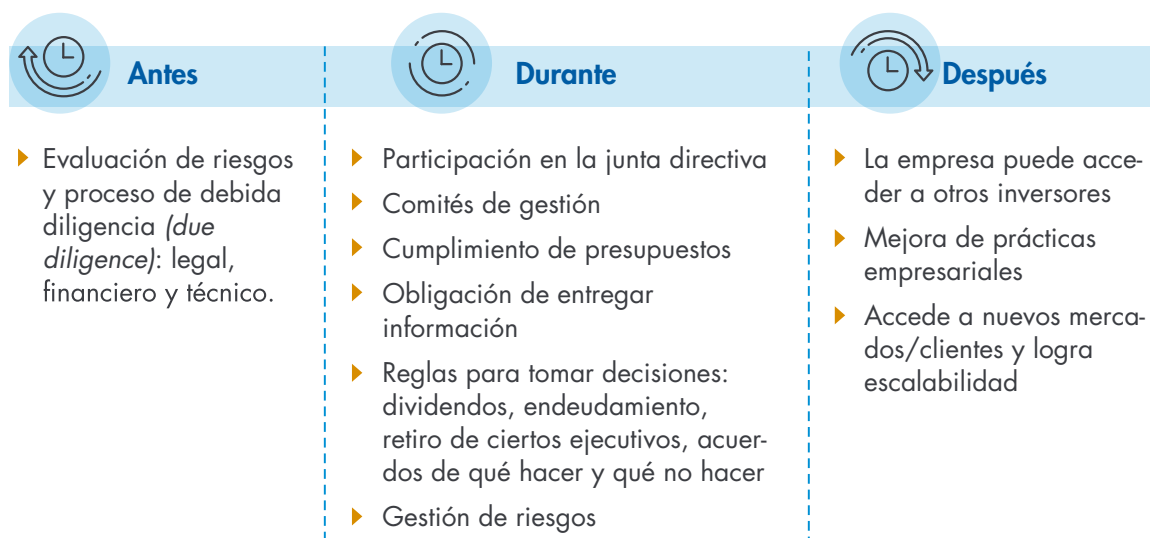 Antes
Evaluación de riesgos
y proceso de debida
diligencia (due
diligence): legal,
financiero y técnico.
Durante
Participación en la junta directiva
Comités de gestión
Cumplimiento de presupuestos
Obligación de entregar
información
Reglas para tomar decisiones:
dividendos, endeudamiento,
retiro de ciertos ejecutivos, acuer-
dos de qué hacer y qué no hacer
Gestión de riesgos
Después
La empresa puede acce-
der a otros inversores
Mejora de prácticas
empresariales
Accede a nuevos merca-
dos/clientes y logra
escalabilidad